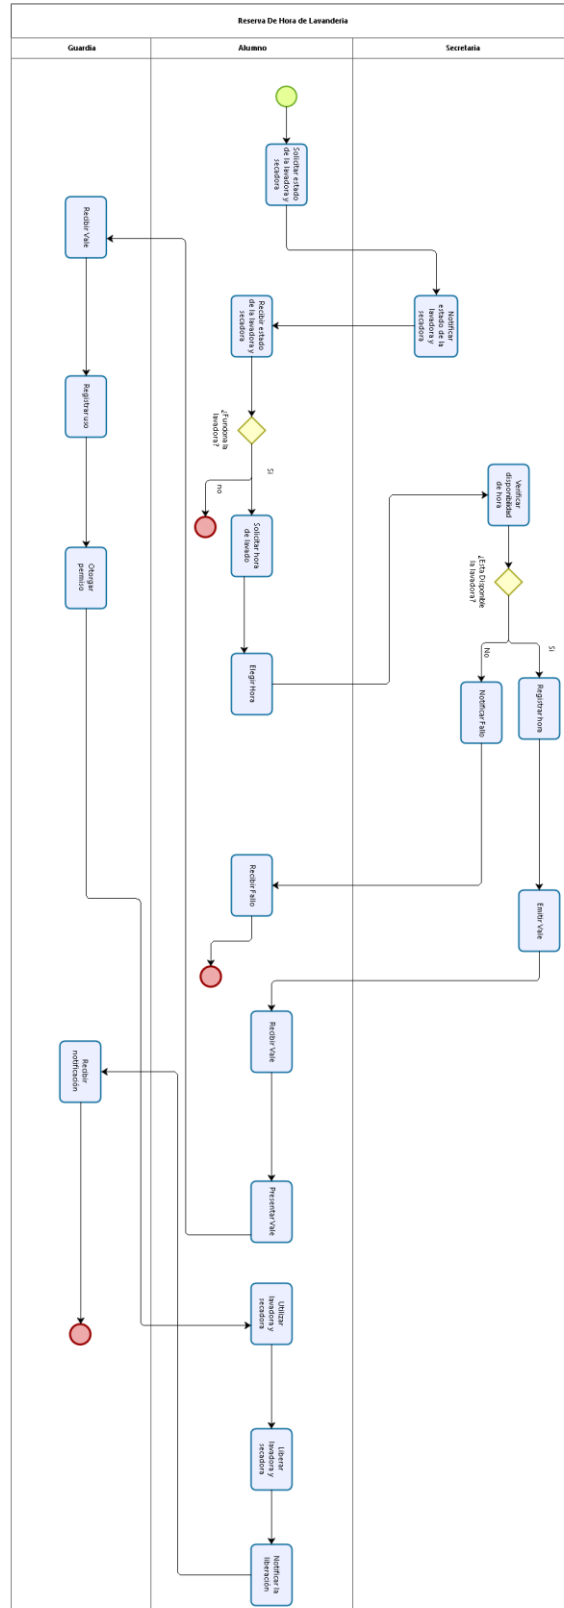 Reserva De Hora de Lavanderia
Guardia
Alumno
Secretaria
Solicitar estado
de la lavadora y
secadora
Recibir Vale
Notificar
estado de la
lavadora y
secadora
Recibir estado
de la lavadora y
secadora
Registrar uso
¿Funciona la
lavadora?
Si
no
Verificar
disponibilidad
de hora
Solicitar hora
de lavado
Otorgar
permiso
¿Esta Disponible
la lavadora?
Si
No
Elegir Hora
Registrar hora
Notificar Fallo
Recibir Fallo
Emitir Vale
Recibir Vale
Recibir
notificación
Presentar Vale
Utilizar
lavadora y
secadora
Liberar
lavadora y
secadora
Notificar la
liberación